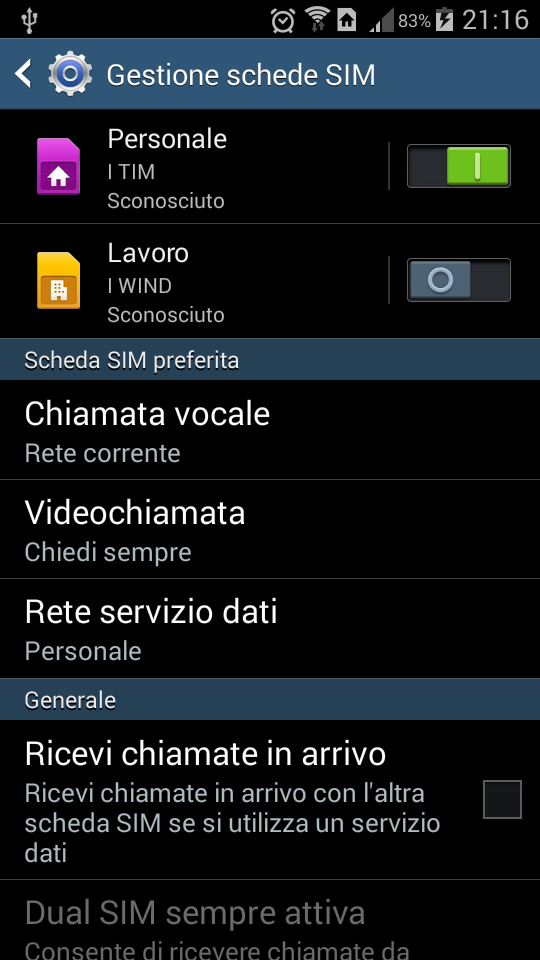 83% 21:16
Gestione schede SIM
Personale
I TIM
Sconosciuto
Lavoro
I WIND
Sconosciuto
Scheda SIM preferita
Chiamata vocale
Rete corrente
Videochiamata
Chiedi sempre
Rete servizio dati
Personale
Generale
Ricevi chiamate in arrivo
Ricevi chiamate in arrivo con l'altra
scheda SIM se si utilizza un servizio
dati
Dual SIM sempre attiva
Consente di ricevere chiamate da